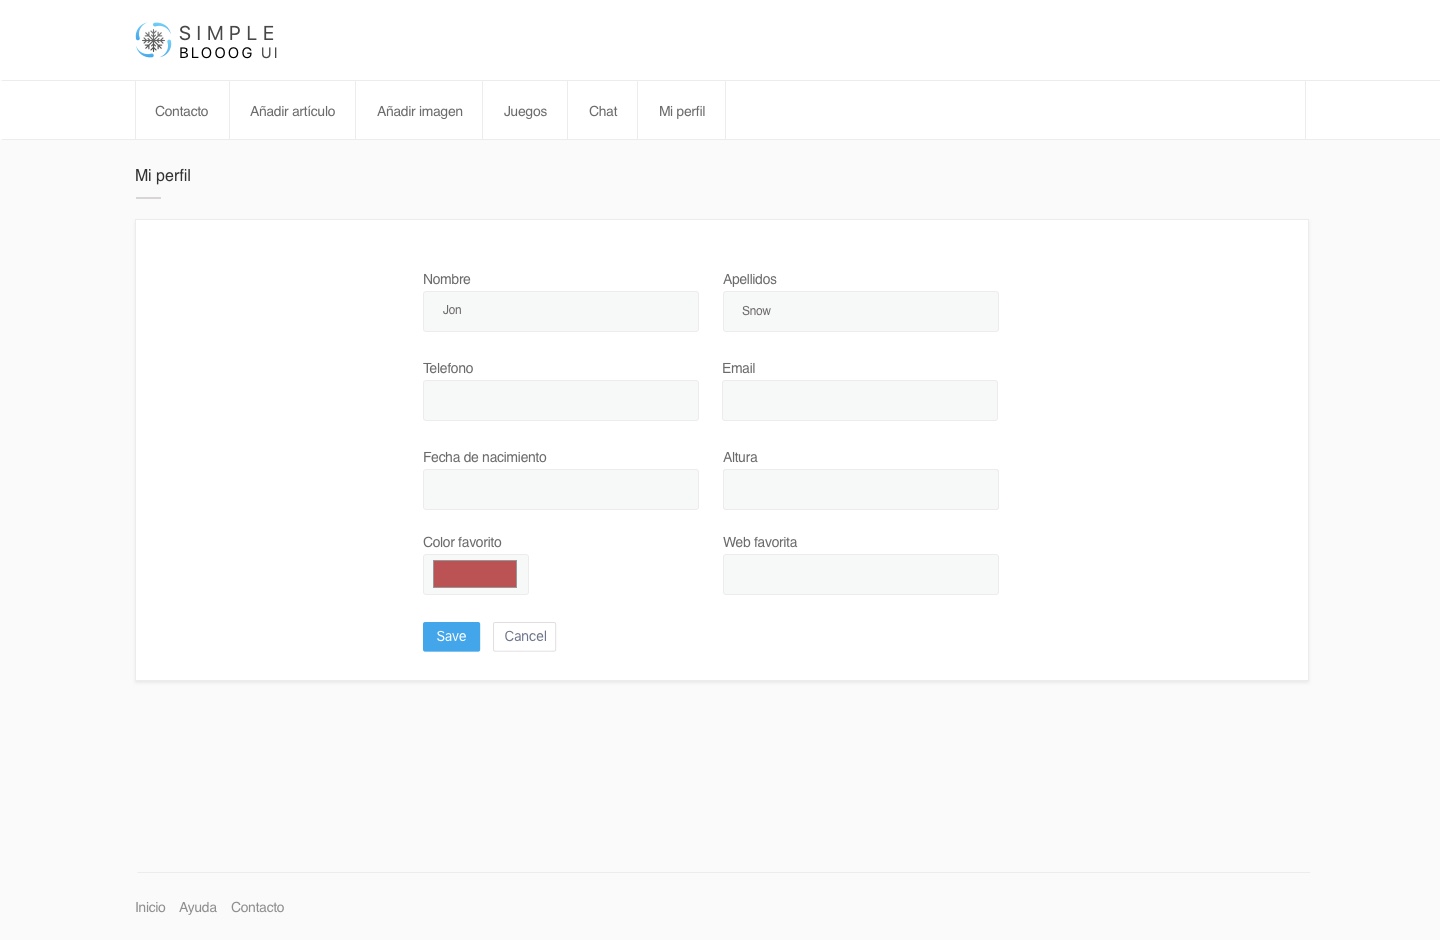 SIMPLE
BLOOOG UI
Contacto Añadir artículo Añadir imagen Juegos Chat Mi perfil
Mi perfil
Nombre Apellidos
Jon Snow
Telefono Email
Fecha de nacimiento Altura
Color favorito Web favorita
Save Cancel
Inicio Ayuda Contacto